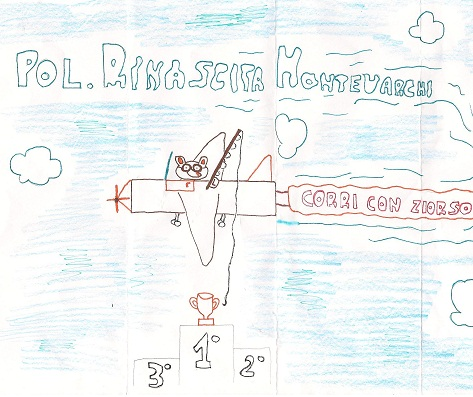 POL. RINASCITA MONTEVARCHI
CORRI CON ZIORSO
1°
3° 2°